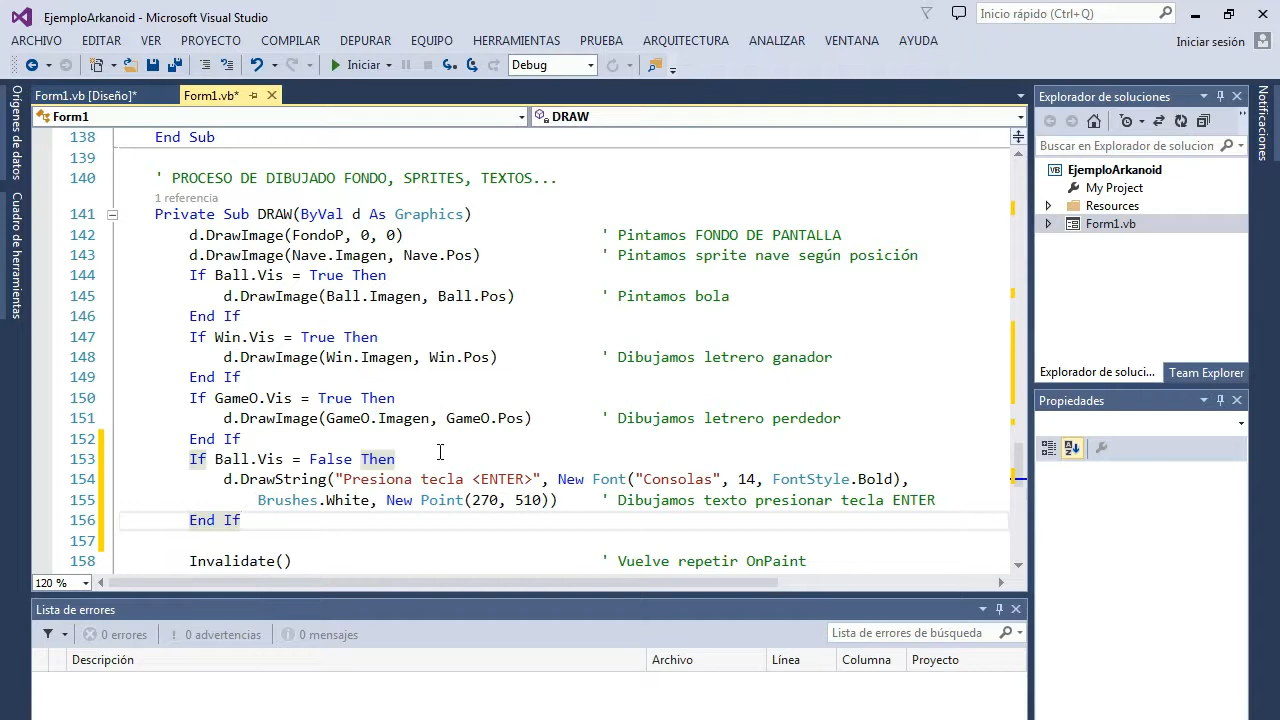 EjemploArkanoid - Microsoft Visual Studio
Inicio rápido (Ctrl+Q)
ARCHIVO EDITAR VER PROYECTO COMPILAR DEPURAR EQUIPO HERRAMIENTAS PRUEBA ARQUITECTURA ANALIZAR VENTANA AYUDA
Iniciar sesión
Iniciar Debug
Form1.vb [Diseño]* Form1.vb*
Form1 DRAW
Orígenes de datos
Cuadro de herramientas
138 End Sub
139
140 ' PROCESO DE DIBUJADO FONDO, SPRITES, TEXTOS...
1 referencia
141 Private Sub DRAW(ByVal d As Graphics)
142 d.DrawImage(FondoP, 0, 0) ' Pintamos FONDO DE PANTALLA
143 d.DrawImage(Nave.Imagen, Nave.Pos) ' Pintamos sprite nave según posición
144 If Ball.Vis = True Then
145 d.DrawImage(Ball.Imagen, Ball.Pos) ' Pintamos bola
146 End If
147 If Win.Vis = True Then
148 d.DrawImage(Win.Imagen, Win.Pos) ' Dibujamos letrero ganador
149 End If
150 If GameO.Vis = True Then
151 d.DrawImage(GameO.Imagen, GameO.Pos) ' Dibujamos letrero perdedor
152 End If
153 If Ball.Vis = False Then
154 d.DrawString("Presiona tecla <ENTER>", New Font("Consolas", 14, FontStyle.Bold),
155 Brushes.White, New Point(270, 510)) ' Dibujamos texto presionar tecla ENTER
156 End If
157
158 Invalidate() ' Vuelve repetir OnPaint
120 %
Lista de errores
0 errores 0 advertencias 0 mensajes
Lista de errores de búsqueda
Descripción Archivo Línea Columna Proyecto
Explorador de soluciones
Buscar en Explorador de solucion
EjemploArkanoid
My Project
Resources
Form1.vb
Explorador de soluci... Team Explorer
Propiedades
Notificaciones